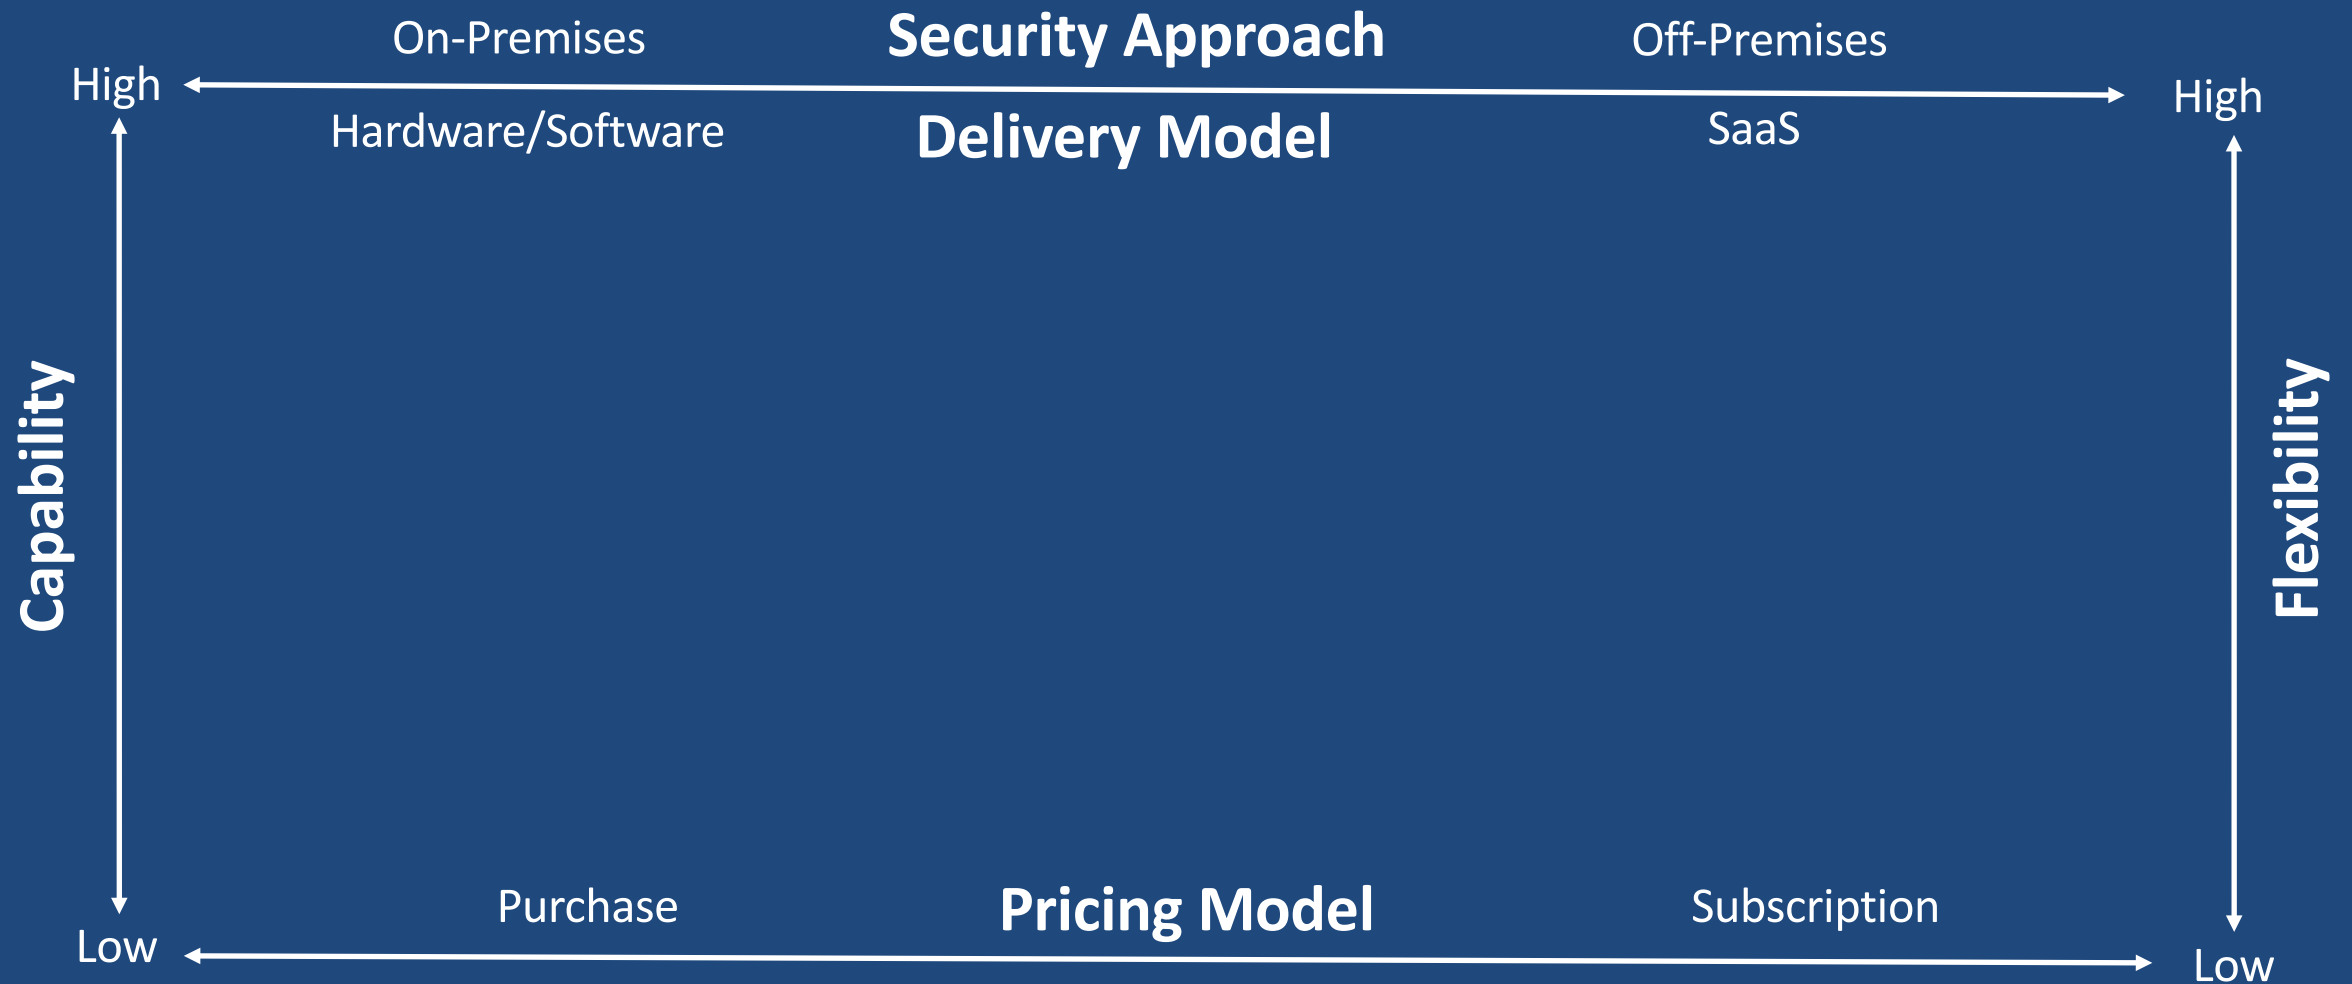 On-Premises
Security Approach
Off-Premises
High
High
Hardware/Software
Delivery Model
SaaS
Capability
Flexibility
Purchase
Pricing Model
Subscription
Low
Low